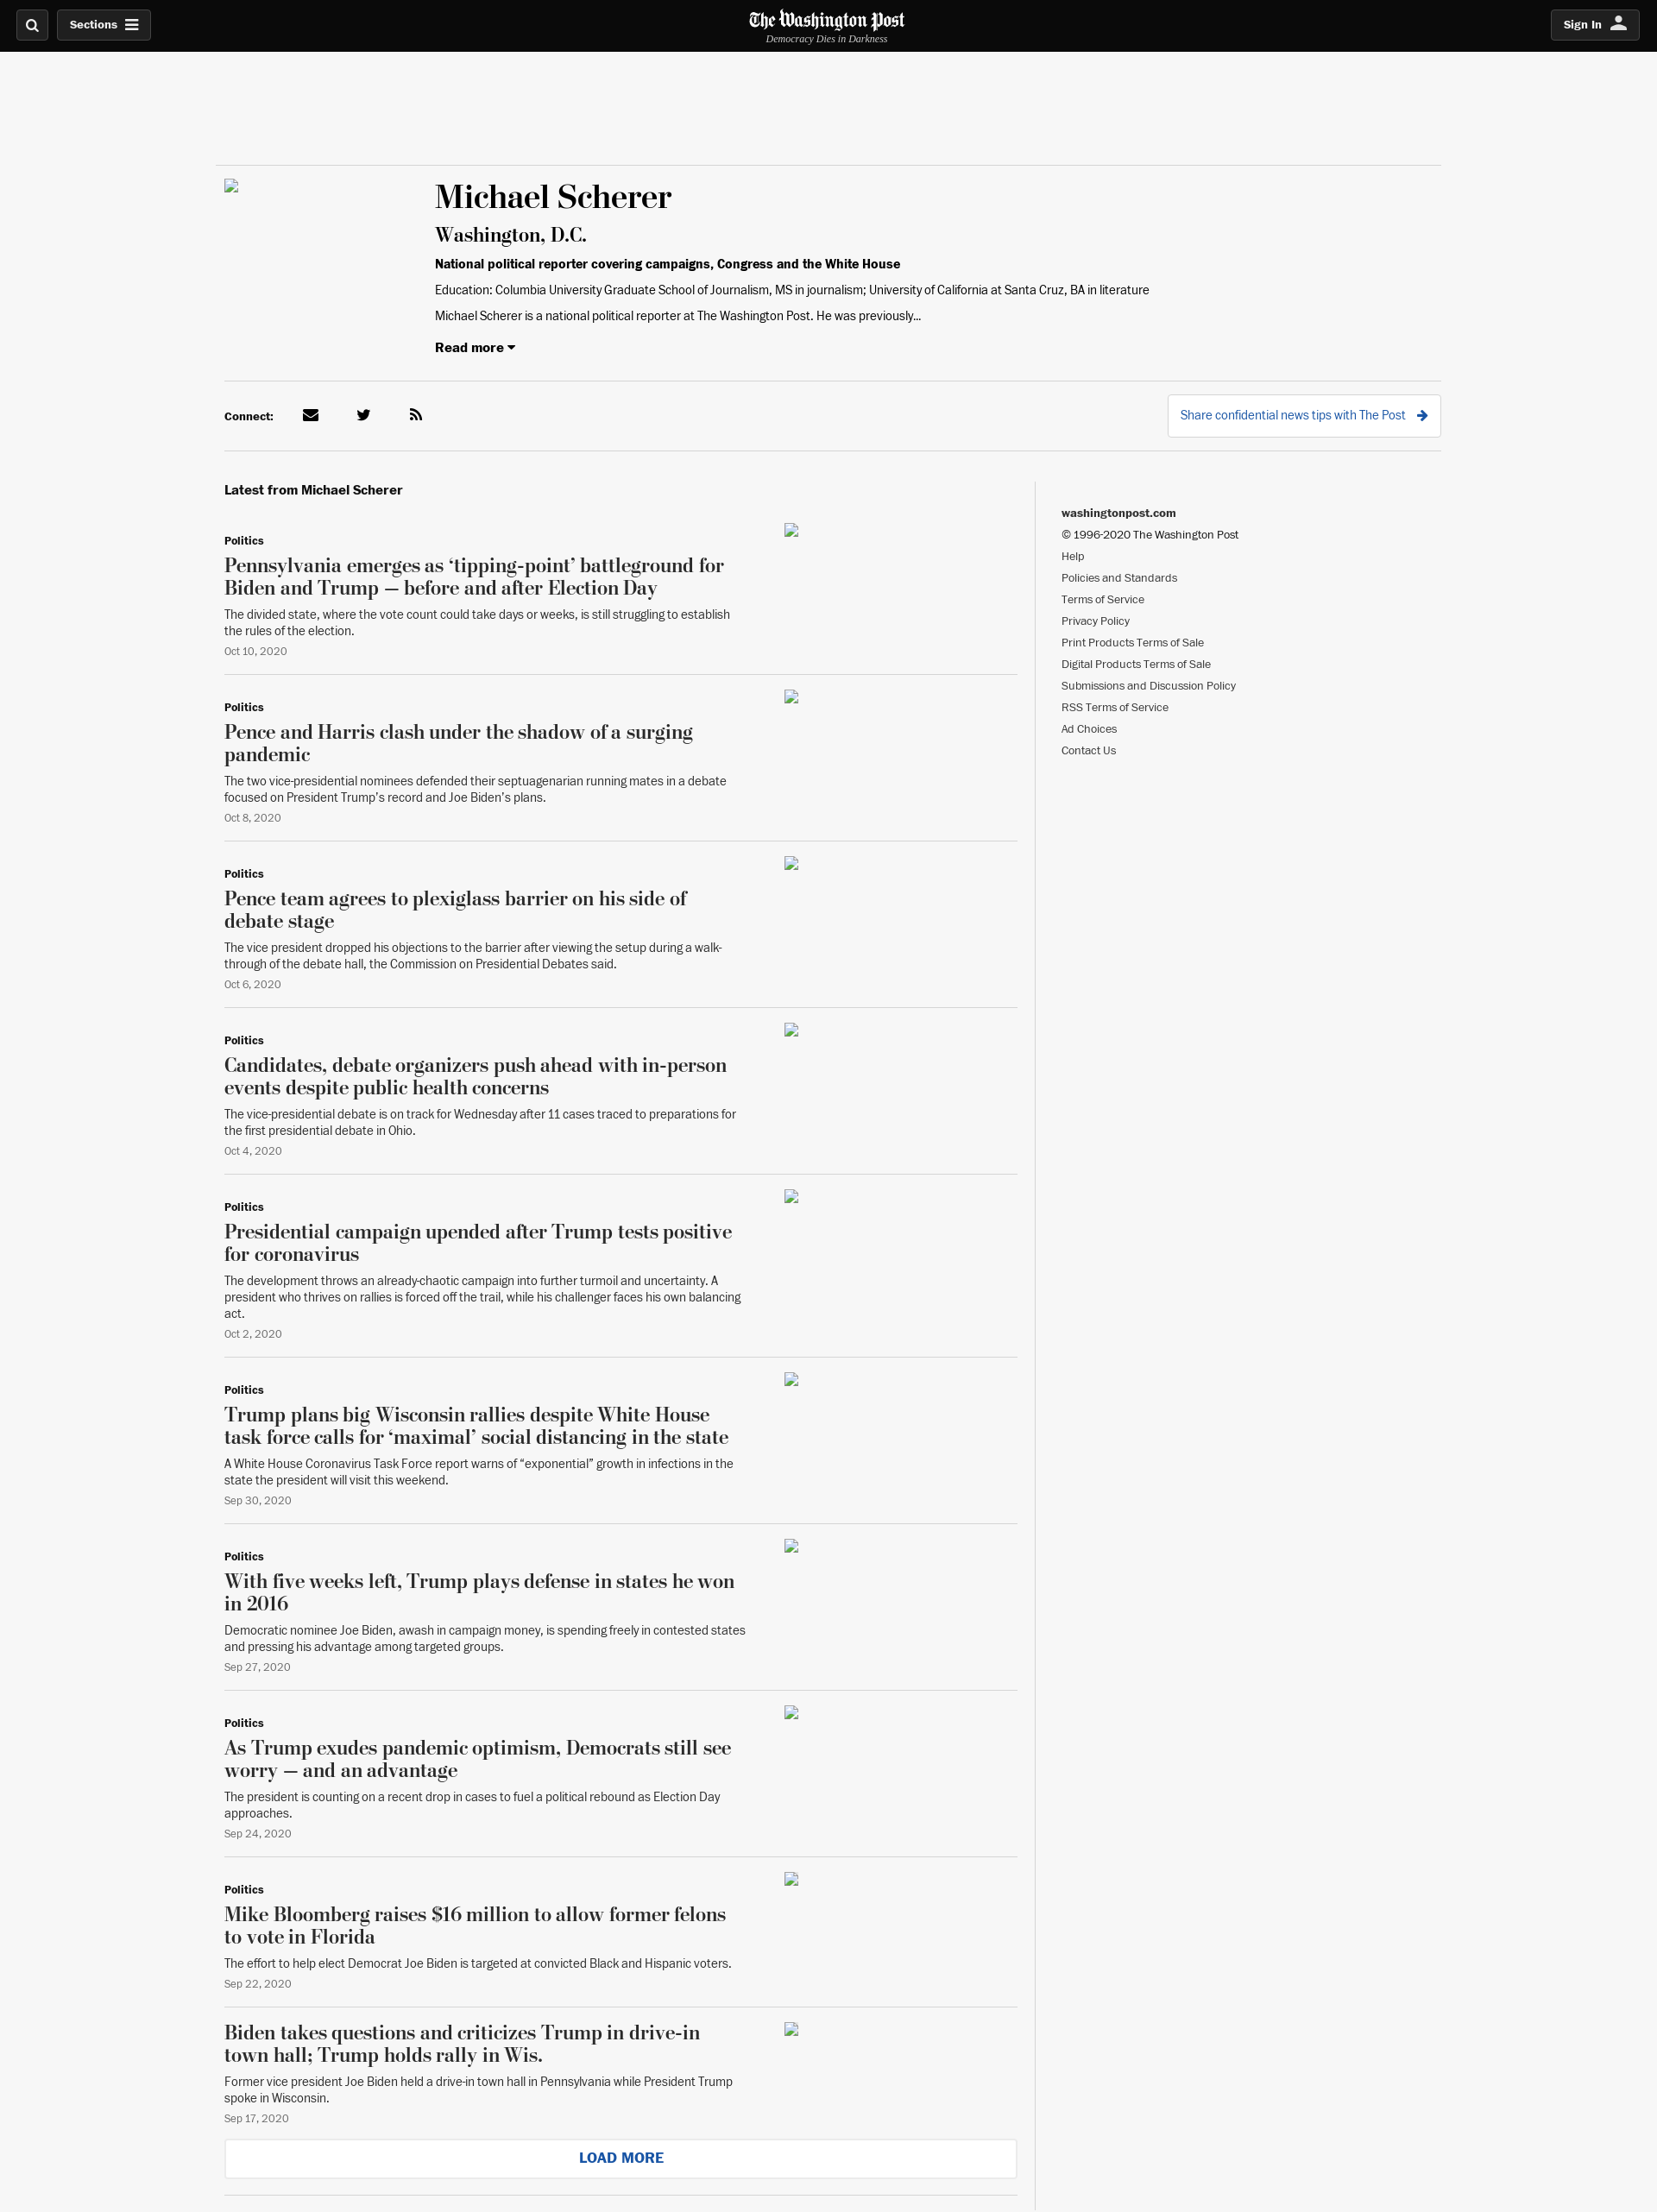 Sections
The Washington Post
Democracy Dies in Darkness
Sign In
Michael Scherer
Washington, D.C.
National political reporter covering campaigns, Congress and the White House
Education: Columbia University Graduate School of Journalism, MS in journalism; University of California at Santa Cruz, BA in literature
Michael Scherer is a national political reporter at The Washington Post. He was previously...
Read more
Connect:
Share confidential news tips with The Post
Latest from Michael Scherer
Politics
Pennsylvania emerges as ‘tipping-point’ battleground for
Biden and Trump — before and after Election Day
The divided state, where the vote count could take days or weeks, is still struggling to establish
the rules of the election.
Oct 10, 2020
Politics
Pence and Harris clash under the shadow of a surging
pandemic
The two vice-presidential nominees defended their septuagenarian running mates in a debate
focused on President Trump’s record and Joe Biden’s plans.
Oct 8, 2020
Politics
Pence team agrees to plexiglass barrier on his side of
debate stage
The vice president dropped his objections to the barrier after viewing the setup during a walk-
through of the debate hall, the Commission on Presidential Debates said.
Oct 6, 2020
Politics
Candidates, debate organizers push ahead with in-person
events despite public health concerns
The vice-presidential debate is on track for Wednesday after 11 cases traced to preparations for
the first presidential debate in Ohio.
Oct 4, 2020
Politics
Presidential campaign upended after Trump tests positive
for coronavirus
The development throws an already-chaotic campaign into further turmoil and uncertainty. A
president who thrives on rallies is forced off the trail, while his challenger faces his own balancing
act.
Oct 2, 2020
Politics
Trump plans big Wisconsin rallies despite White House
task force calls for ‘maximal’ social distancing in the state
A White House Coronavirus Task Force report warns of “exponential” growth in infections in the
state the president will visit this weekend.
Sep 30, 2020
Politics
With five weeks left, Trump plays defense in states he won
in 2016
Democratic nominee Joe Biden, awash in campaign money, is spending freely in contested states
and pressing his advantage among targeted groups.
Sep 27, 2020
Politics
As Trump exudes pandemic optimism, Democrats still see
worry — and an advantage
The president is counting on a recent drop in cases to fuel a political rebound as Election Day
approaches.
Sep 24, 2020
Politics
Mike Bloomberg raises $16 million to allow former felons
to vote in Florida
The effort to help elect Democrat Joe Biden is targeted at convicted Black and Hispanic voters.
Sep 22, 2020
Biden takes questions and criticizes Trump in drive-in
town hall; Trump holds rally in Wis.
Former vice president Joe Biden held a drive-in town hall in Pennsylvania while President Trump
spoke in Wisconsin.
Sep 17, 2020
LOAD MORE
washingtonpost.com
© 1996-2020 The Washington Post
Help
Policies and Standards
Terms of Service
Privacy Policy
Print Products Terms of Sale
Digital Products Terms of Sale
Submissions and Discussion Policy
RSS Terms of Service
Ad Choices
Contact Us